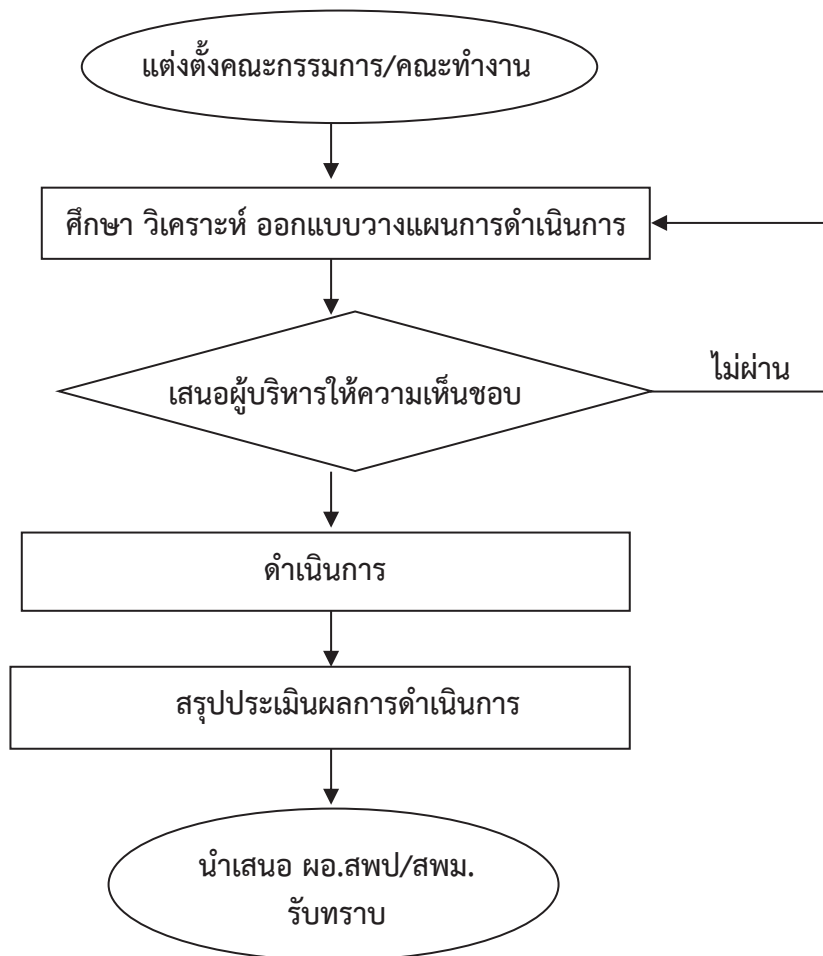 แต่งตั้งคณะกรรมการ/คณะทำงาน
ศึกษา วิเคราะห์ ออกแบบวางแผนการดำเนินการ
เสนอผู้บริหารให้ความเห็นชอบ
ไม่ผ่าน
ดำเนินการ
สรุปประเมินผลการดำเนินการ
นำเสนอ ผอ.สพป/สพม.
รับทราบ